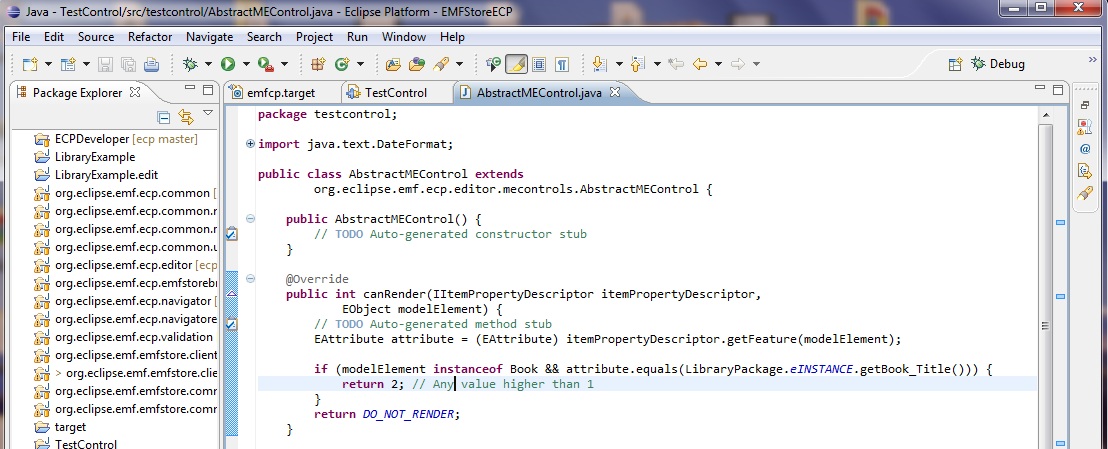 Java - TestControl/src/testcontrol/AbstractMEControl.java - Eclipse Platform - EMFStoreECP
File Edit Source Refactor Navigate Search Project Run Window Help
Debug
Package Explorer
emfcp.target
TestControl
AbstractMEControl.java
ECPDeveloper [ecp master]
LibraryExample
LibraryExample.edit
org.eclipse.emf.ecp.common [
org.eclipse.emf.ecp.common.r
org.eclipse.emf.ecp.common.r
org.eclipse.emf.ecp.common.u
org.eclipse.emf.ecp.editor [ecp
org.eclipse.emf.ecp.emfstorebr
org.eclipse.emf.ecp.navigator [
org.eclipse.emf.ecp.navigatore
org.eclipse.emf.ecp.validation
org.eclipse.emf.emfstore.client
> org.eclipse.emf.emfstore.clie
org.eclipse.emf.emfstore.comr
org.eclipse.emf.emfstore.comr
target
TestControl
package testcontrol;
import java.text.DateFormat;
public class AbstractMEControl extends
org.eclipse.emf.ecp.editor.mecontrols.AbstractMEControl {
public AbstractMEControl() {
// TODO Auto-generated constructor stub
}
@Override
public int canRender(IItemPropertyDescriptor itemPropertyDescriptor,
EObject modelElement) {
// TODO Auto-generated method stub
EAttribute attribute = (EAttribute) itemPropertyDescriptor.getFeature(modelElement);
if (modelElement instanceof Book && attribute.equals(LibraryPackage.eINSTANCE.getBook_Title())) {
return 2; // Any value higher than 1
}
return DO_NOT_RENDER;
}